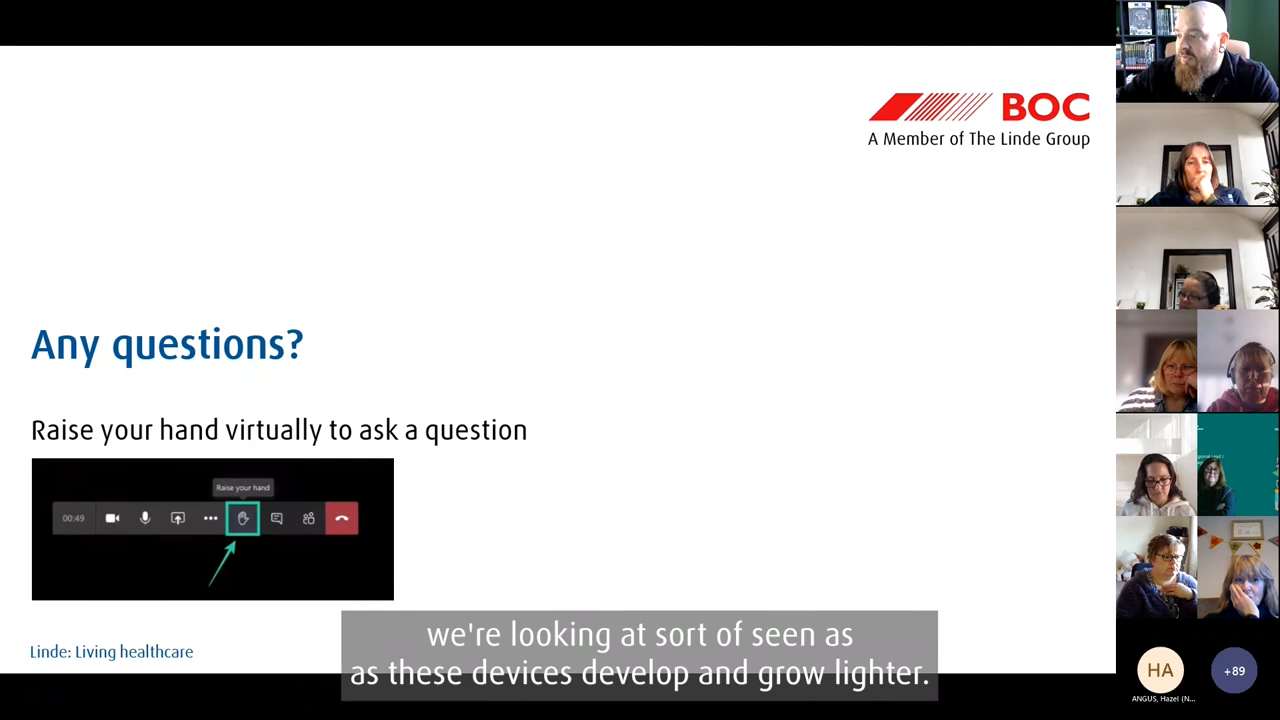 BOC
A Member of The Linde Group
Any questions?
Raise your hand virtually to ask a question
Raise your hand
00:49
Linde: Living healthcare
we're looking at sort of seen as
as these devices develop and grow lighter.
HA
+89
ANGUS, Hazel (N...